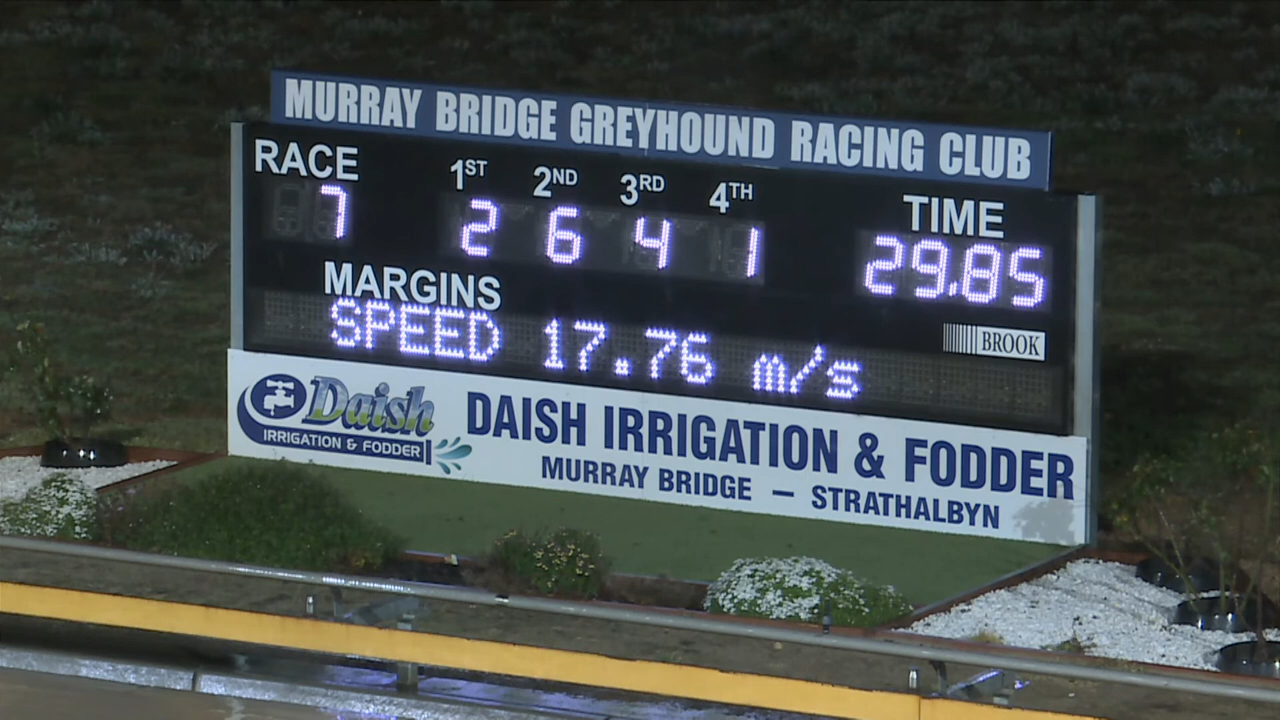 MURRAY BRIDGE GREYHOUND RACING CLUB
RACE 1ST 2ND 3RD 4TH TIME
7 2 6 4 1 29.85
MARGINS
SPEED 17.76 m/s
BROOK
Daish
IRRIGATION & FODDER
DAISH IRRIGATION & FODDER
MURRAY BRIDGE — STRATHALBYN